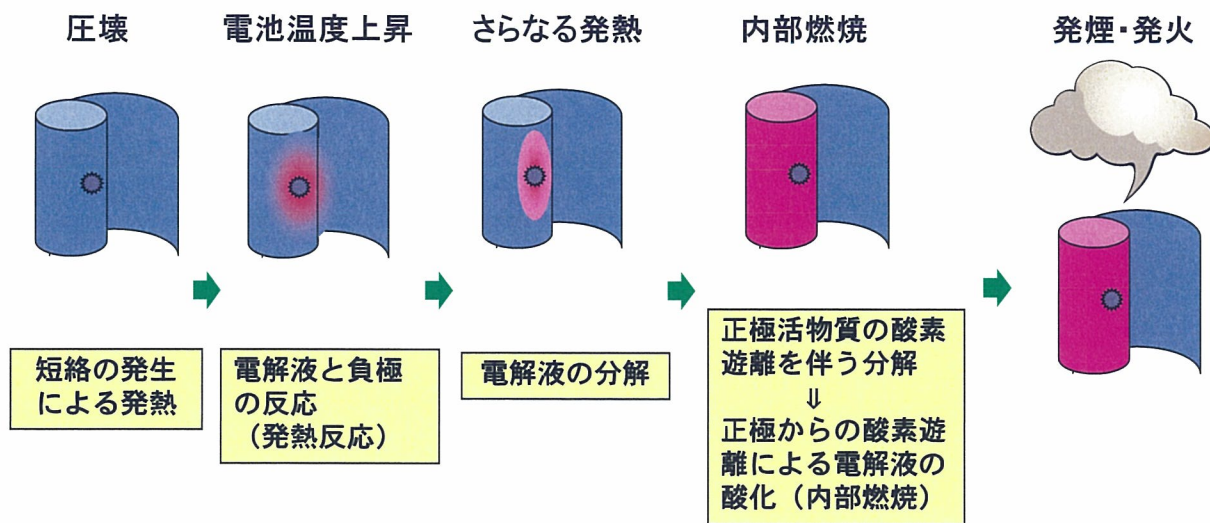 圧壊
電池温度上昇
さらなる発熱
内部燃焼
発煙・発火
短絡の発生
による発熱
電解液と負極
の反応
（発熱反応）
電解液の分解
正極活物質の酸素
遊離を伴う分解
⇓
正極からの酸素遊
離による電解液の
酸化（内部燃焼）